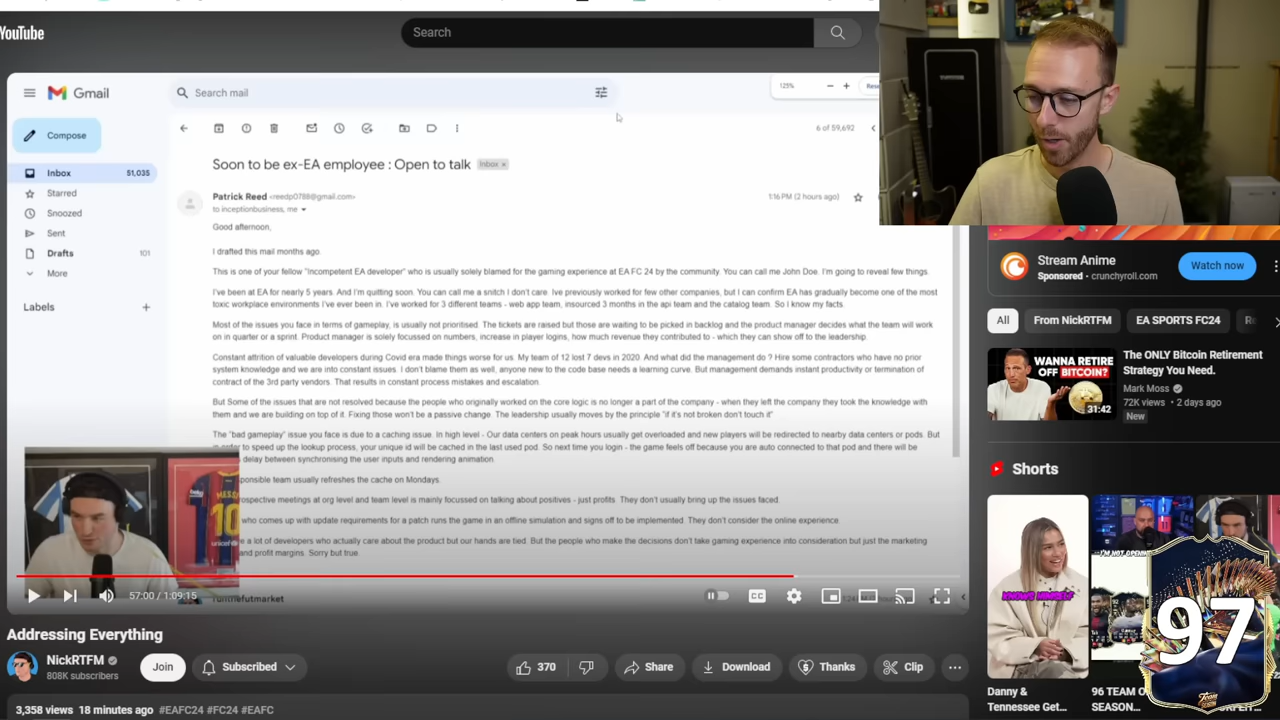 YouTube
Search
Gmail
Search mail
125%
Compose
6 of 59,692
Inbox 51,035
Starred
Snoozed
Sent
Drafts 101
More
Labels
Soon to be ex-EA employee : Open to talk Inbox x
Patrick Reed <reedp0788@gmail.com>
1:16 PM (2 hours ago)
to inceptionbusiness, me
Good afternoon,
I drafted this mail months ago.
This is one of your fellow "Incompetent EA developer" who is usually solely blamed for the gaming experience at EA FC 24 by the community. You can call me John Doe. I'm going to reveal few things.
I've been at EA for nearly 5 years. And I'm quitting soon. You can call me a snitch I don't care. Ive previously worked for few other companies, but I can confirm EA has gradually become one of the most
toxic workplace environments I've ever been in. I've worked for 3 different teams - web app team, insourced 3 months in the api team and the catalog team. So I know my facts.
Most of the issues you face in terms of gameplay, is usually not prioritised. The tickets are raised but those are waiting to be picked in backlog and the product manager decides what the team will work
on in quarter or a sprint. Product manager is solely focussed on numbers, increase in player logins, how much revenue they contributed to - which they can show off to the leadership.
Constant attrition of valuable developers during Covid era made things worse for us. My team of 12 lost 7 devs in 2020. And what did the management do ? Hire some contractors who have no prior
system knowledge and we are into constant issues. I don't blame them as well, anyone new to the code base needs a learning curve. But management demands instant productivity or termination of
contract of the 3rd party vendors. That results in constant process mistakes and escalation.
But Some of the issues that are not resolved because the people who originally worked on the core logic is no longer a part of the company - when they left the company they took the knowledge with
them and we are building on top of it. Fixing those won't be a passive change. The leadership usually moves by the principle "if it's not broken don't touch it"
The "bad gameplay" issue you face is due to a caching issue. In high level - Our data centers on peak hours usually get overloaded and new players will be redirected to nearby data centers or pods. But
order to speed up the lookup process, your unique id will be cached in the last used pod. So next time you login - the game feels off because you are auto connected to that pod and there will be
delay between synchronising the user inputs and rendering animation.
ponsible team usually refreshes the cache on Mondays.
ospective meetings at org level and team level is mainly focussed on talking about positives - just profits They don't usually bring up the issues faced.
who comes up with update requirements for a patch runs the game in an offline simulation and signs off to be implemented. They don't consider the online experience.
a lot of developers who actually care about the product but our hands are tied. But the people who make the decisions don't take gaming experience into consideration but just the marketing
and profit margins. Sorry but true.
MESSI
10
unicef
57:00 / 1:09:15
runthefutmarket
CC
Addressing Everything
NickRTFM
808K subscribers
Join
Subscribed
370
Share
Download
Thanks
Clip
3,358 views 18 minutes ago #EAFC24 #FC24 #EAFC
Stream Anime
Sponsored · crunchyroll.com
Watch now
All
From NickRTFM
EA SPORTS FC24
WANNA RETIRE
OFF BITCOIN?
31:42
The ONLY Bitcoin Retirement
Strategy You Need.
Mark Moss
72K views · 2 days ago
New
Shorts
KNOWS HIMSELF
I'M NOT OPENIN
97
Danny &
Tennessee Get...
96 TEAM O
SEASON...